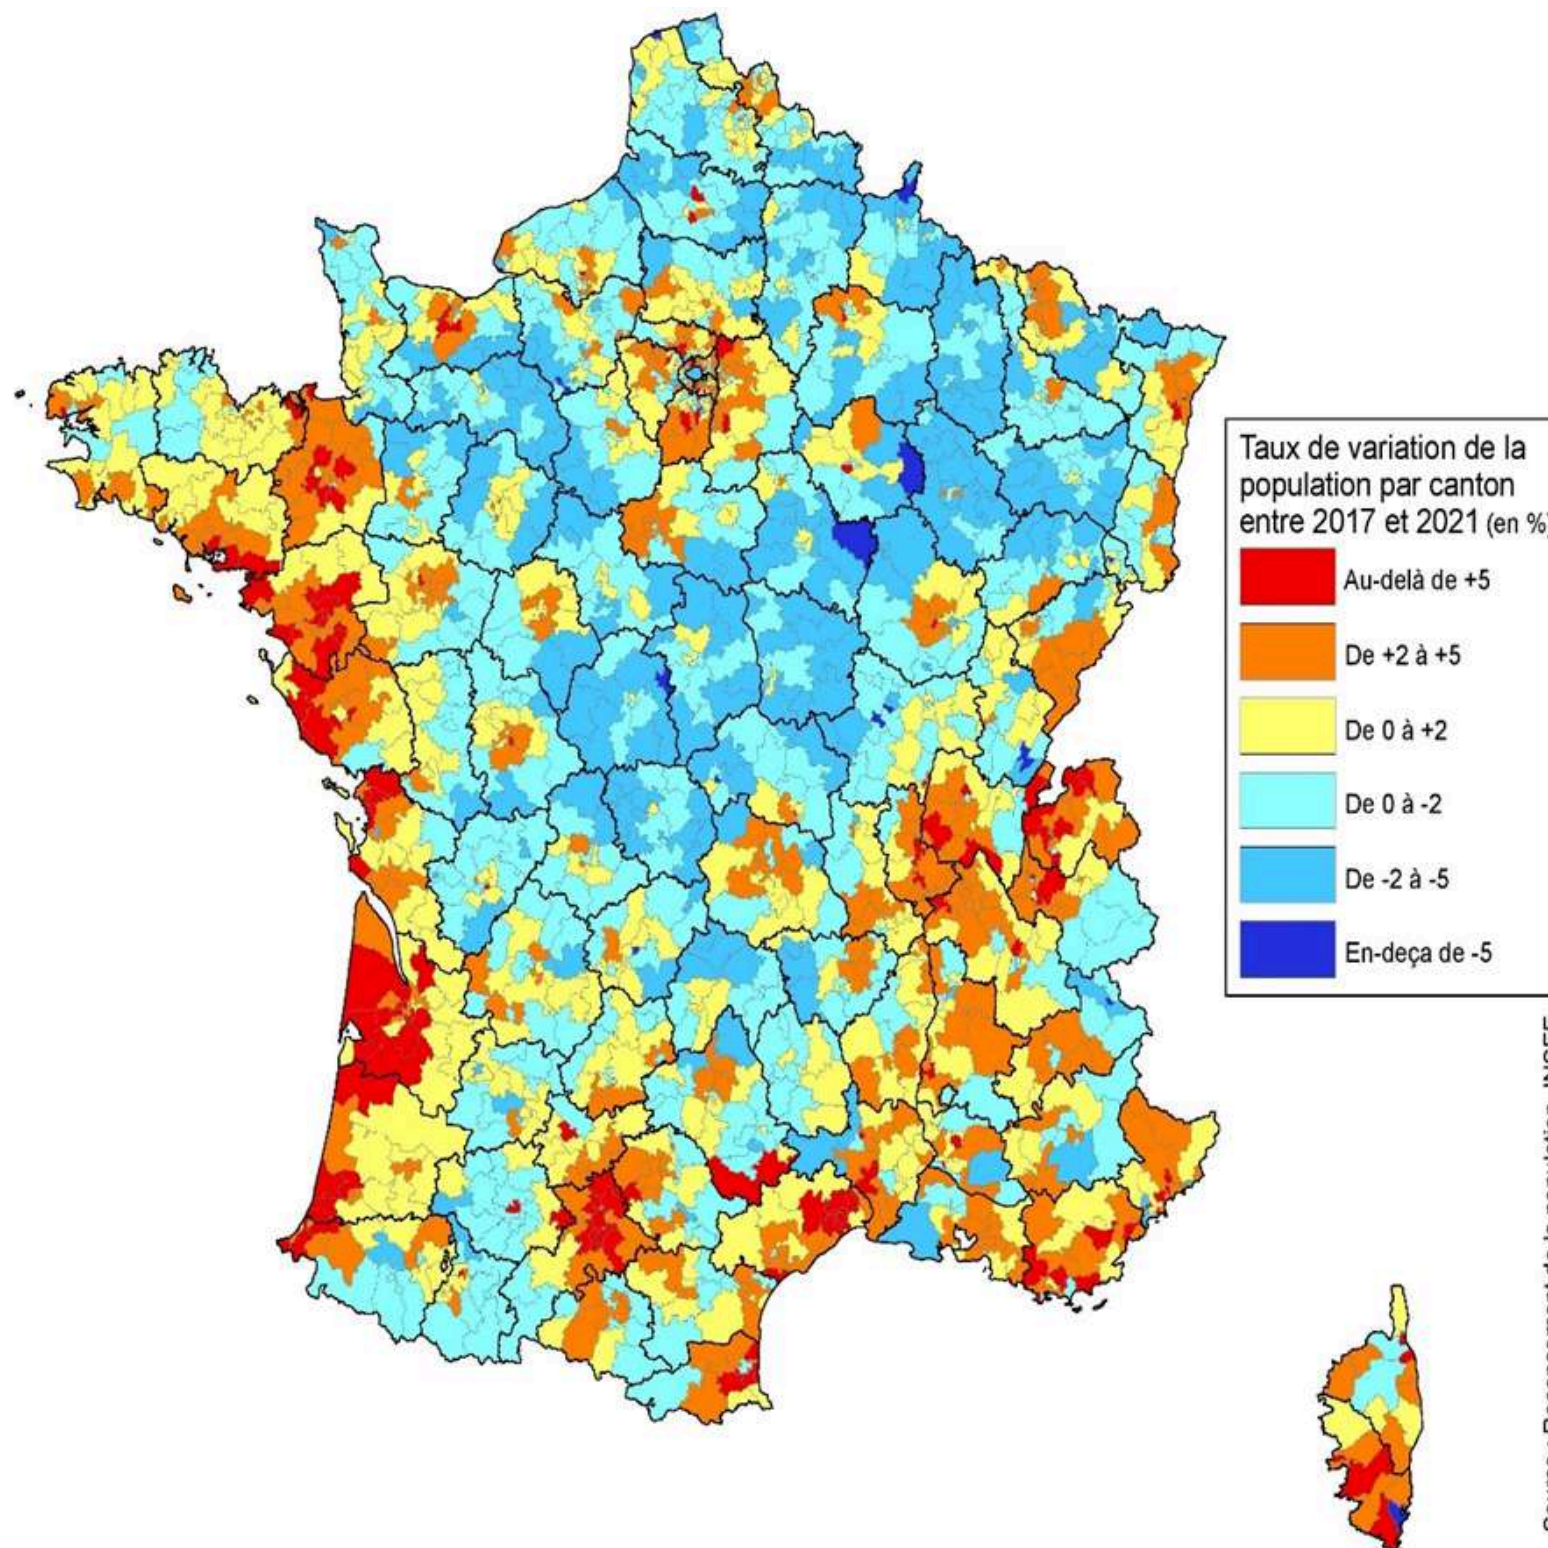 Taux de variation de la
population par canton
entre 2017 et 2021 (en %)
Au-delà de +5
De +2 à +5
De 0 à +2
De 0 à -2
De -2 à -5
En-deça de -5